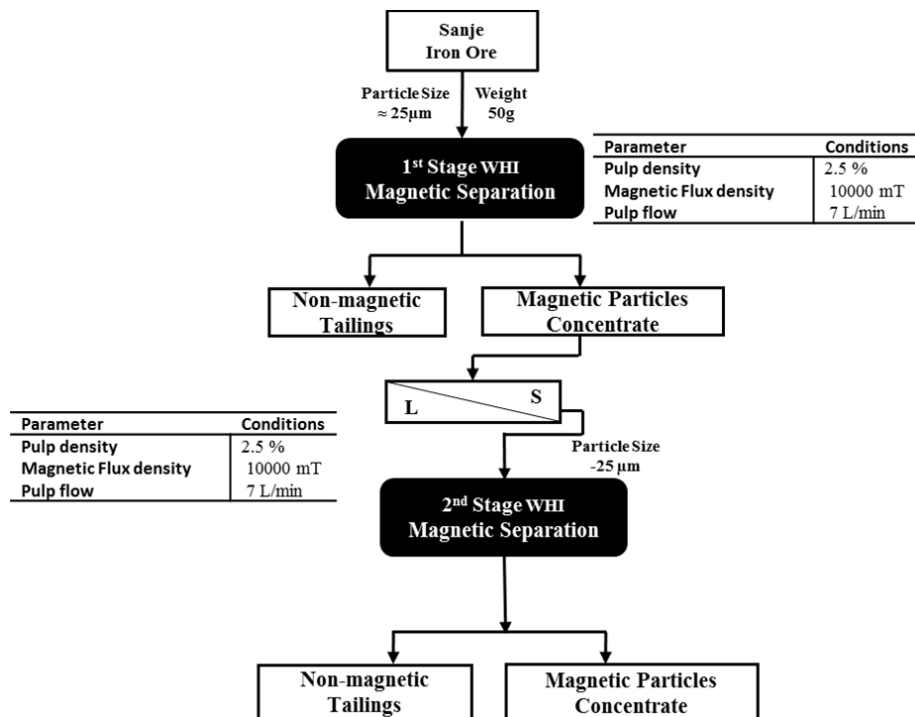 Sanje
Iron Ore
Particle Size
≈ 25µm
Weight
50g
1st Stage WHI
Magnetic Separation
Parameter Conditions
Pulp density 2.5 %
Magnetic Flux density 10000 mT
Pulp flow 7 L/min
Non-magnetic
Tailings
Magnetic Particles
Concentrate
L S
Parameter Conditions
Pulp density 2.5 %
Magnetic Flux density 10000 mT
Pulp flow 7 L/min
Particle Size
-25 µm
2nd Stage WHI
Magnetic Separation
Non-magnetic
Tailings
Magnetic Particles
Concentrate